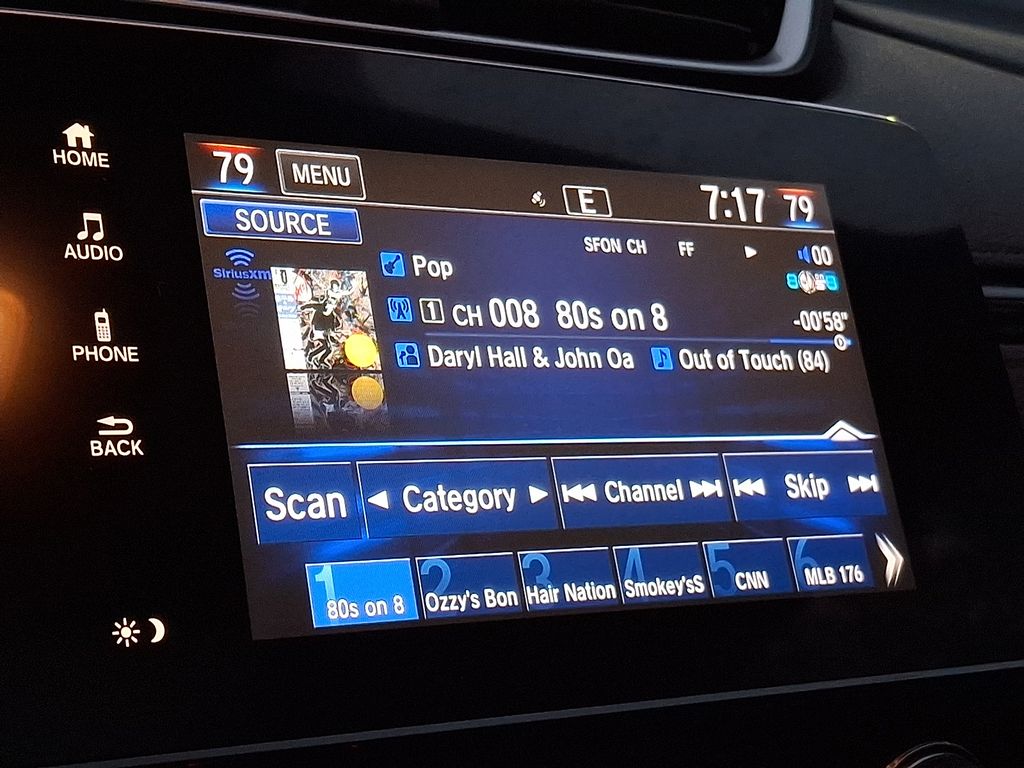 HOME
AUDIO
PHONE
BACK
79 MENU E 7:17 79
SOURCE
SFON CH FF 00
SiriusXM
Pop
1 CH 008 80s on 8 -00'58"
Daryl Hall & John Oa Out of Touch (84)
Scan Category Channel Skip
1 80s on 8
2 Ozzy's Bon
3 Hair Nation
4 Smokey'sS
5 CNN
6 MLB 176